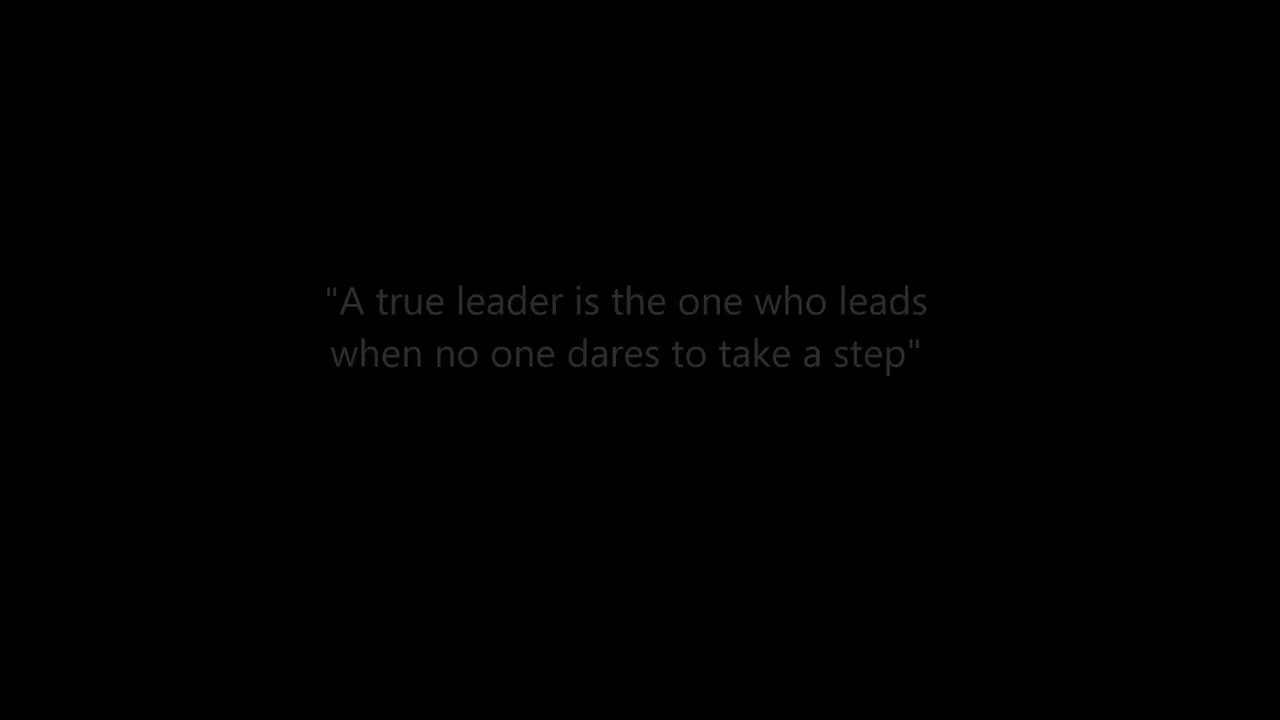 "A true leader is the one who leads
when no one dares to take a step"